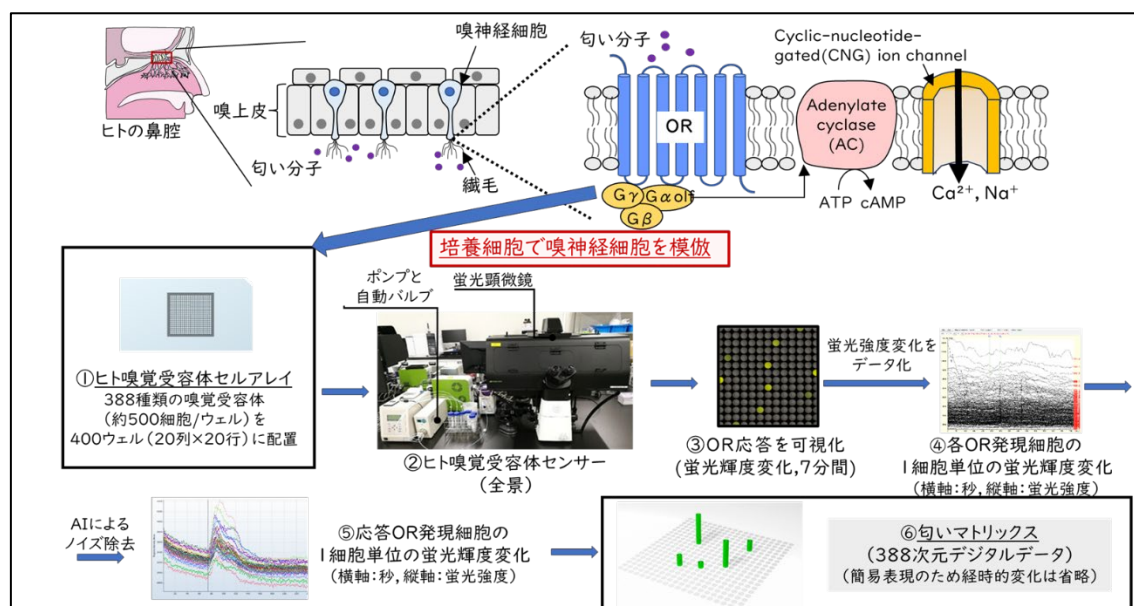 ヒトの鼻腔
嗅上皮
嗅神経細胞
匂い分子
繊毛
匂い分子
OR
Gγ
Gαolf
Gβ
Adenylate
cyclase
(AC)
ATP cAMP
Cyclic-nucleotide-
gated(CNG) ion channel
Ca²⁺, Na⁺
培養細胞で嗅神経細胞を模倣
①ヒト嗅覚受容体セルアレイ
388種類の嗅覚受容体
(約500細胞/ウェル)を
400ウェル(20列×20行)に配置
ポンプと
自動バルブ
蛍光顕微鏡
②ヒト嗅覚受容体センサー
(全景)
③OR応答を可視化
(蛍光輝度変化,7分間)
蛍光強度変化を
データ化
④各OR発現細胞の
1細胞単位の蛍光輝度変化
(横軸:秒,縦軸:蛍光強度)
AIによる
ノイズ除去
⑤応答OR発現細胞の
1細胞単位の蛍光輝度変化
(横軸:秒,縦軸:蛍光強度)
⑥匂いマトリックス
(388次元デジタルデータ)
(簡易表現のため経時的変化は省略)